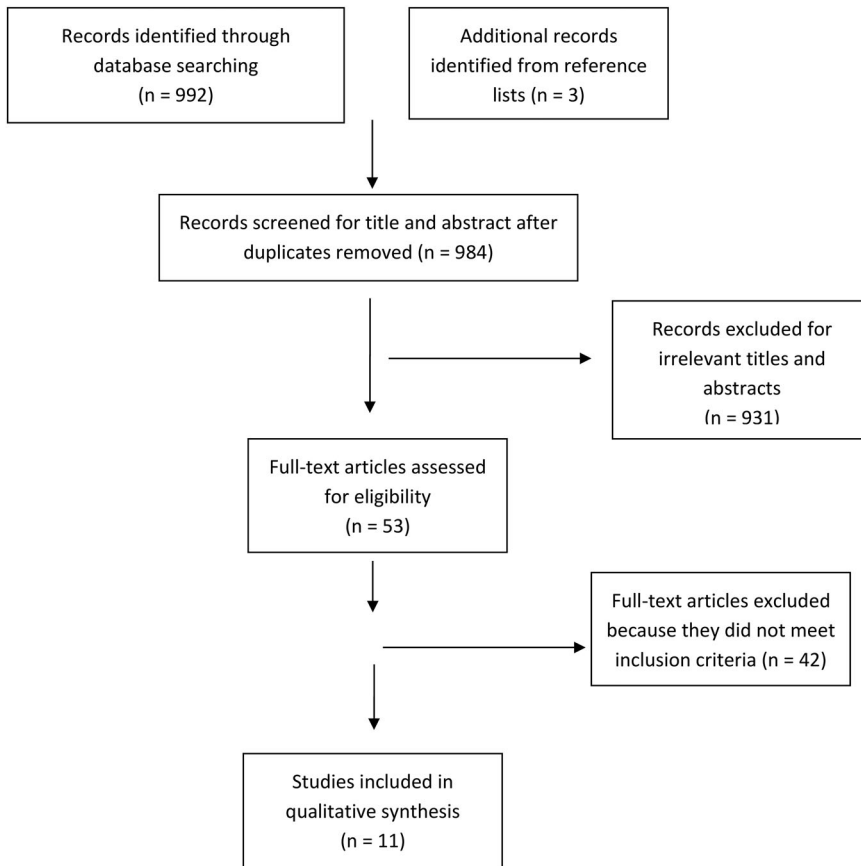 Records identified through
database searching
(n = 992)
Additional records
identified from reference
lists (n = 3)
Records screened for title and abstract after
duplicates removed (n = 984)
Records excluded for
irrelevant titles and
abstracts
(n = 931)
Full-text articles assessed
for eligibility
(n = 53)
Full-text articles excluded
because they did not meet
inclusion criteria (n = 42)
Studies included in
qualitative synthesis
(n = 11)